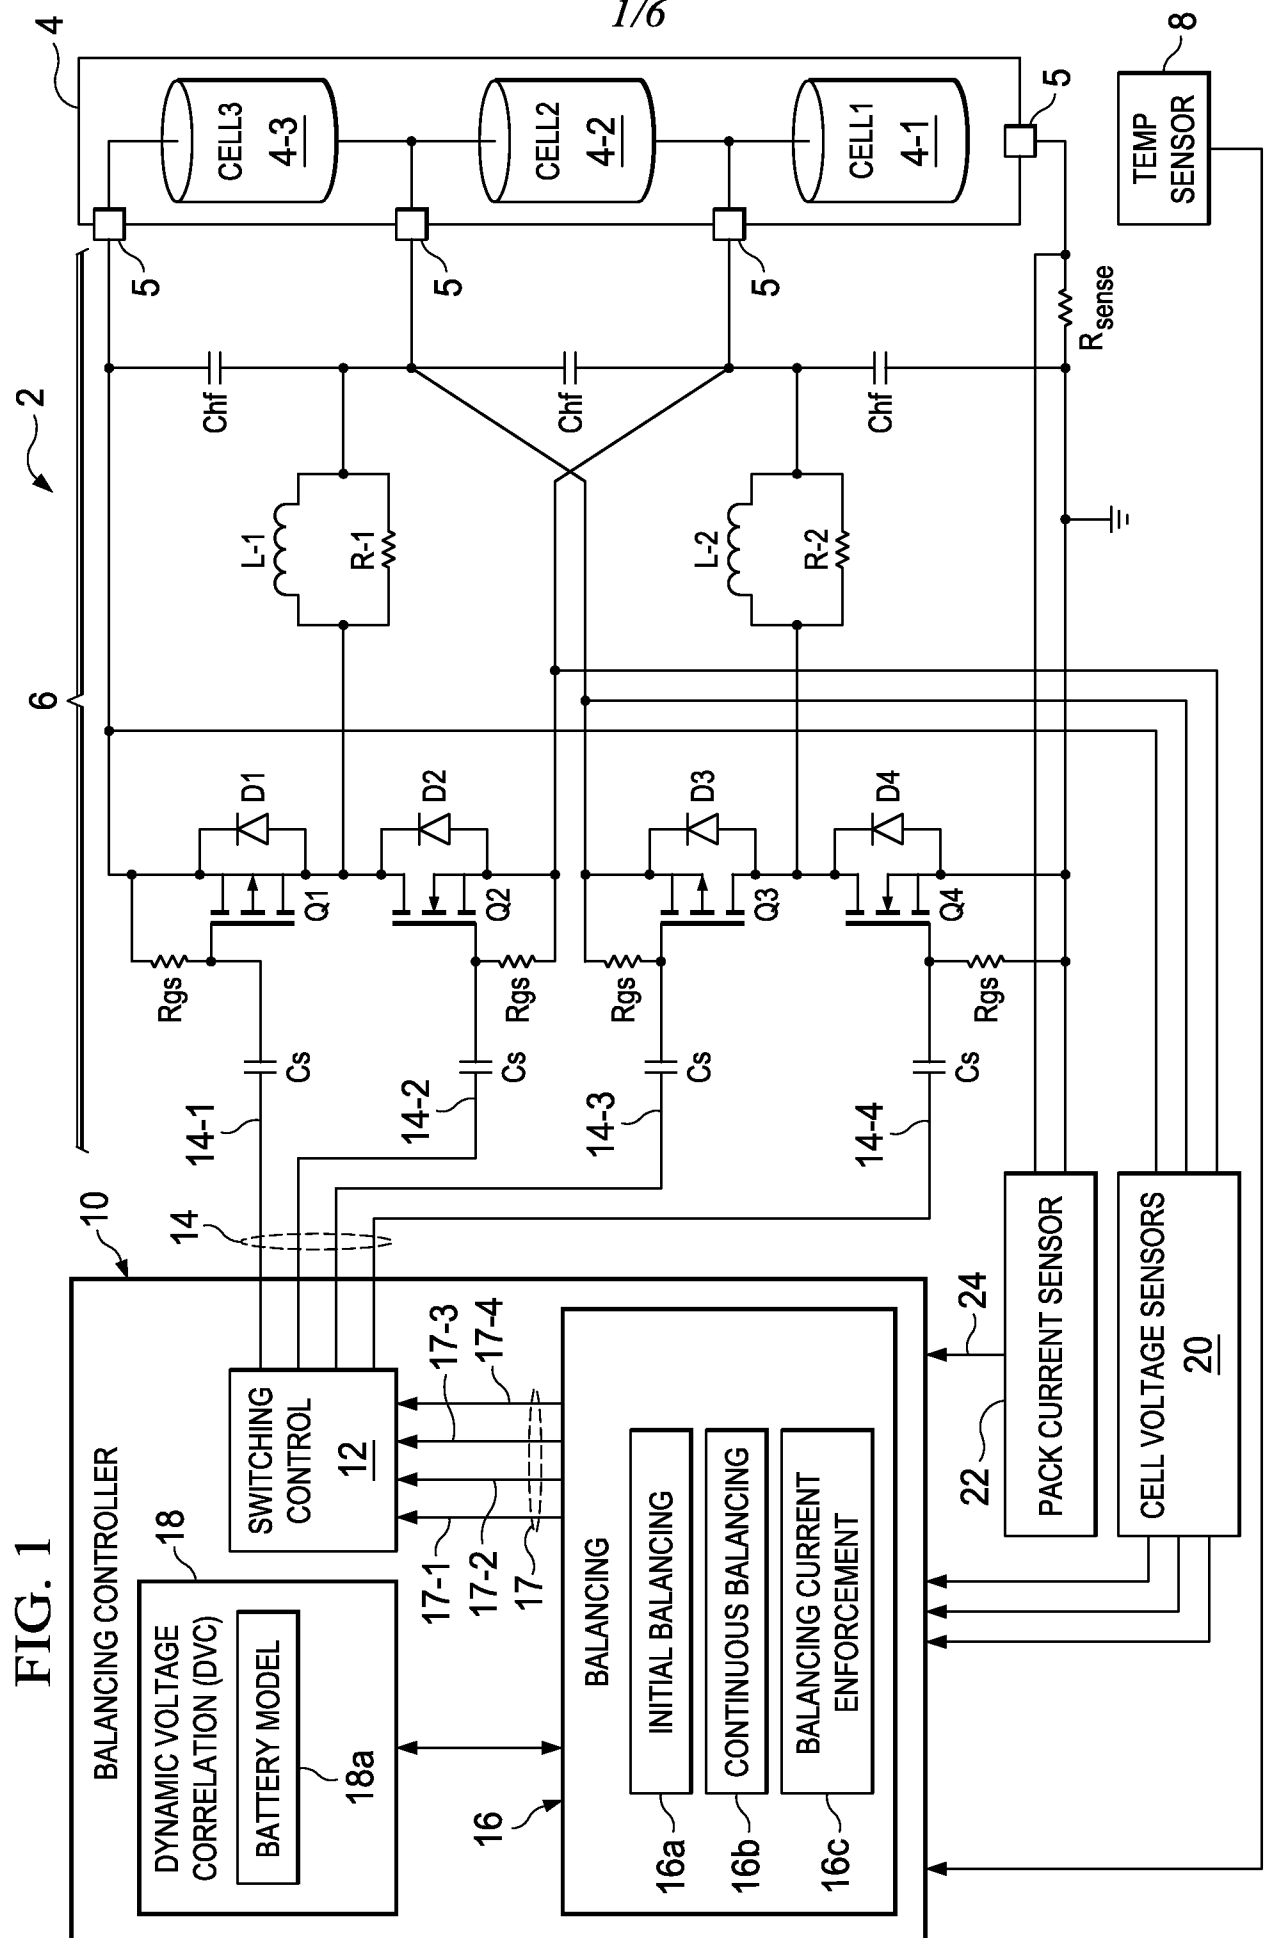 1/6
FIG. 1
2
6
10
BALANCING CONTROLLER
18
DYNAMIC VOLTAGE
CORRELATION (DVC)
BATTERY MODEL
18a
SWITCHING
CONTROL
12
14
14-1
14-2
14-3
14-4
17-1
17-2
17
17-3
17-4
16
BALANCING
INITIAL BALANCING
CONTINUOUS BALANCING
BALANCING CURRENT
ENFORCEMENT
16a
16b
16c
Cs
Cs
Cs
Cs
Rgs
Rgs
Rgs
Rgs
Q1
Q2
Q3
Q4
D1
D2
D3
D4
L-1
R-1
L-2
R-2
Chf
Chf
Chf
4
CELL3
4-3
CELL2
4-2
CELL1
4-1
5
5
5
5
Rsense
22
PACK CURRENT SENSOR
24
CELL VOLTAGE SENSORS
20
TEMP
SENSOR
8